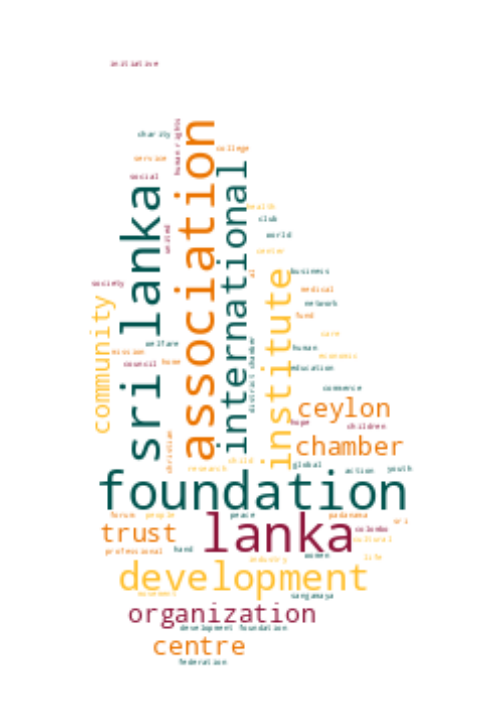 initiative
charity
human rights
association
college
service
international
social
sri lanka
health
club
united
world
center
al
business
institute
society
medical
community
network
fund
care
welfare
district chamber
human
mission
economic
council
home
education
commerce
ceylon
hope
children
christian
chamber
child
global
research
action
youth
foundation
forum
people
peace
padanama
sri
trust
lanka
colombo
cultural
professional
hand
women
life
industry
development
movement
sangamaya
organization
development foundation
centre
federation